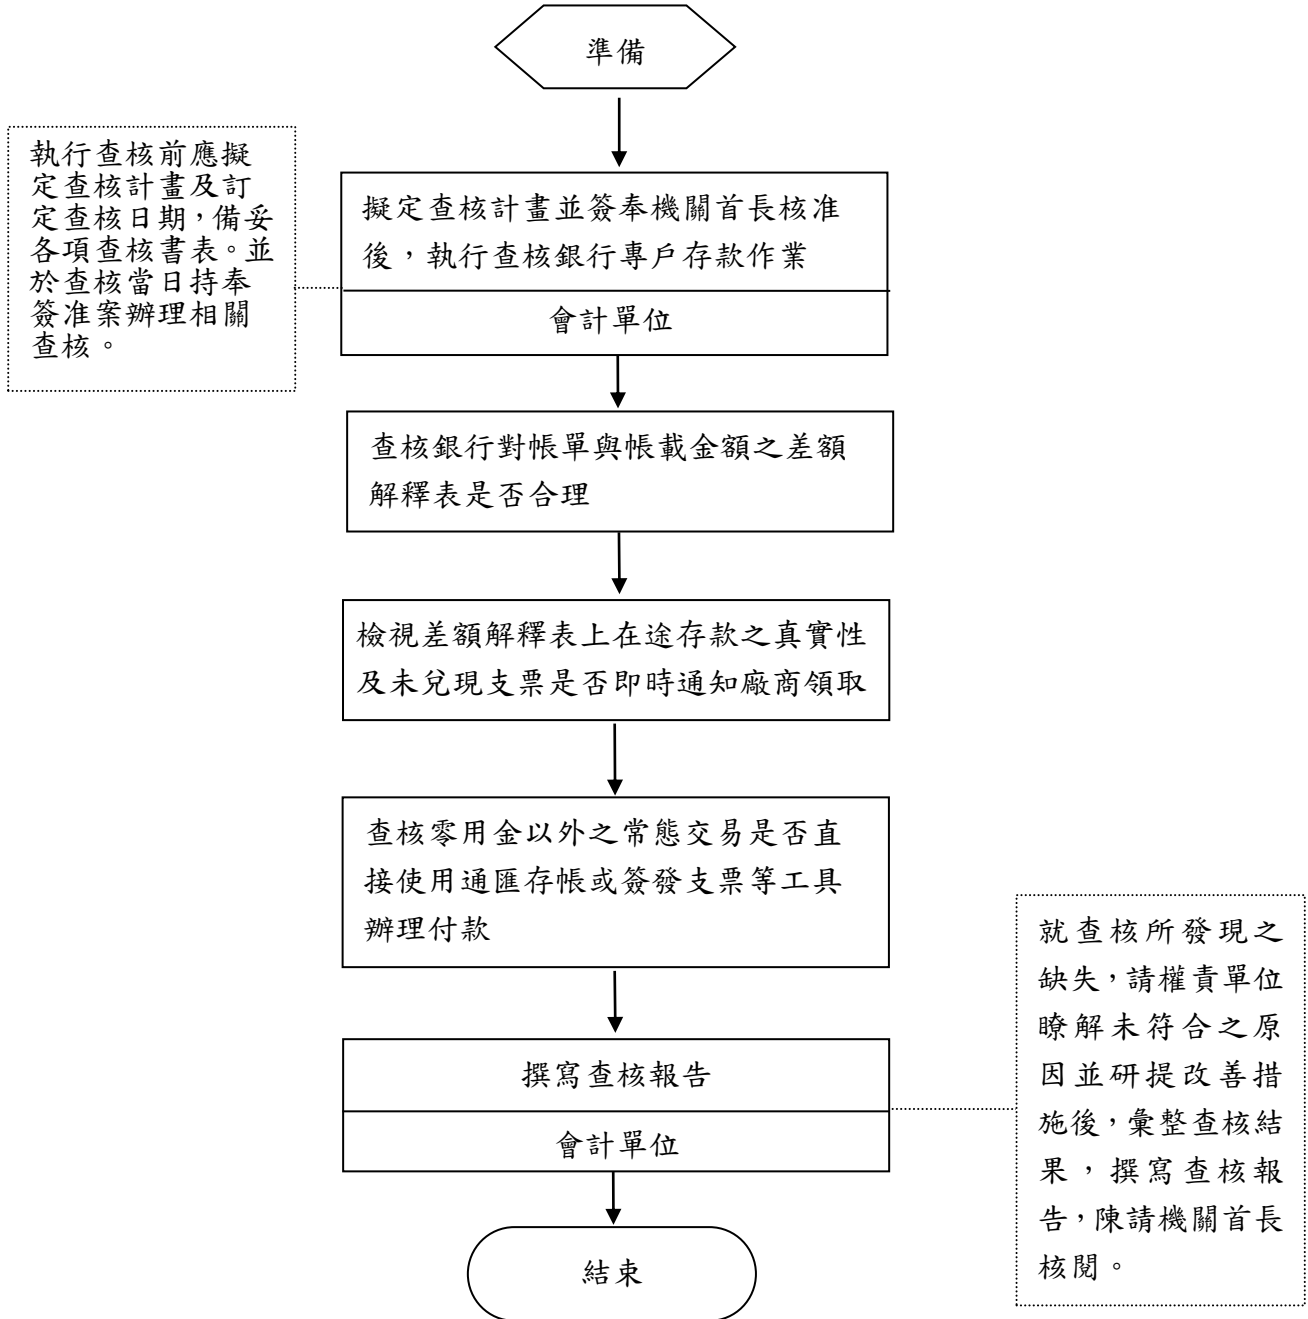 準備
執行查核前應擬
定查核計畫及訂
定查核日期，備妥
各項查核書表。並
於查核當日持奉
簽准案辦理相關
查核。
擬定查核計畫並簽奉機關首長核准
後，執行查核銀行專戶存款作業
會計單位
查核銀行對帳單與帳載金額之差額
解釋表是否合理
檢視差額解釋表上在途存款之真實性
及未兌現支票是否即時通知廠商領取
查核零用金以外之常態交易是否直
接使用通匯存帳或簽發支票等工具
辦理付款
撰寫查核報告
會計單位
就查核所發現之
缺失，請權責單位
瞭解未符合之原
因並研提改善措
施後，彙整查核結
果，撰寫查核報
告，陳請機關首長
核閱。
結束